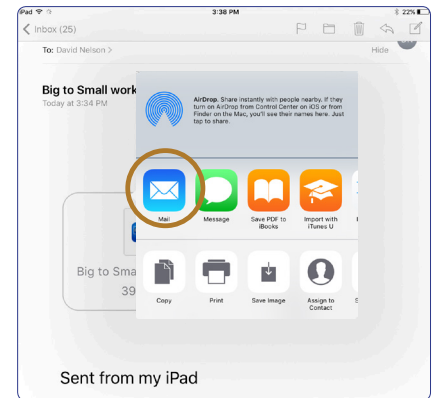 iPad 3:38 PM 22%
Inbox (25)
To: David Nelson > Hide
Big to Small work
Today at 3:34 PM
AirDrop. Share instantly with people nearby. If they
turn on AirDrop from Control Center on iOS or from
Finder on the Mac, you'll see their names here. Just
tap to share.
Mail Message Save PDF to
iBooks Import with
iTunes U
Big to Sma
39
Copy Print Save Image Assign to
Contact
Sent from my iPad